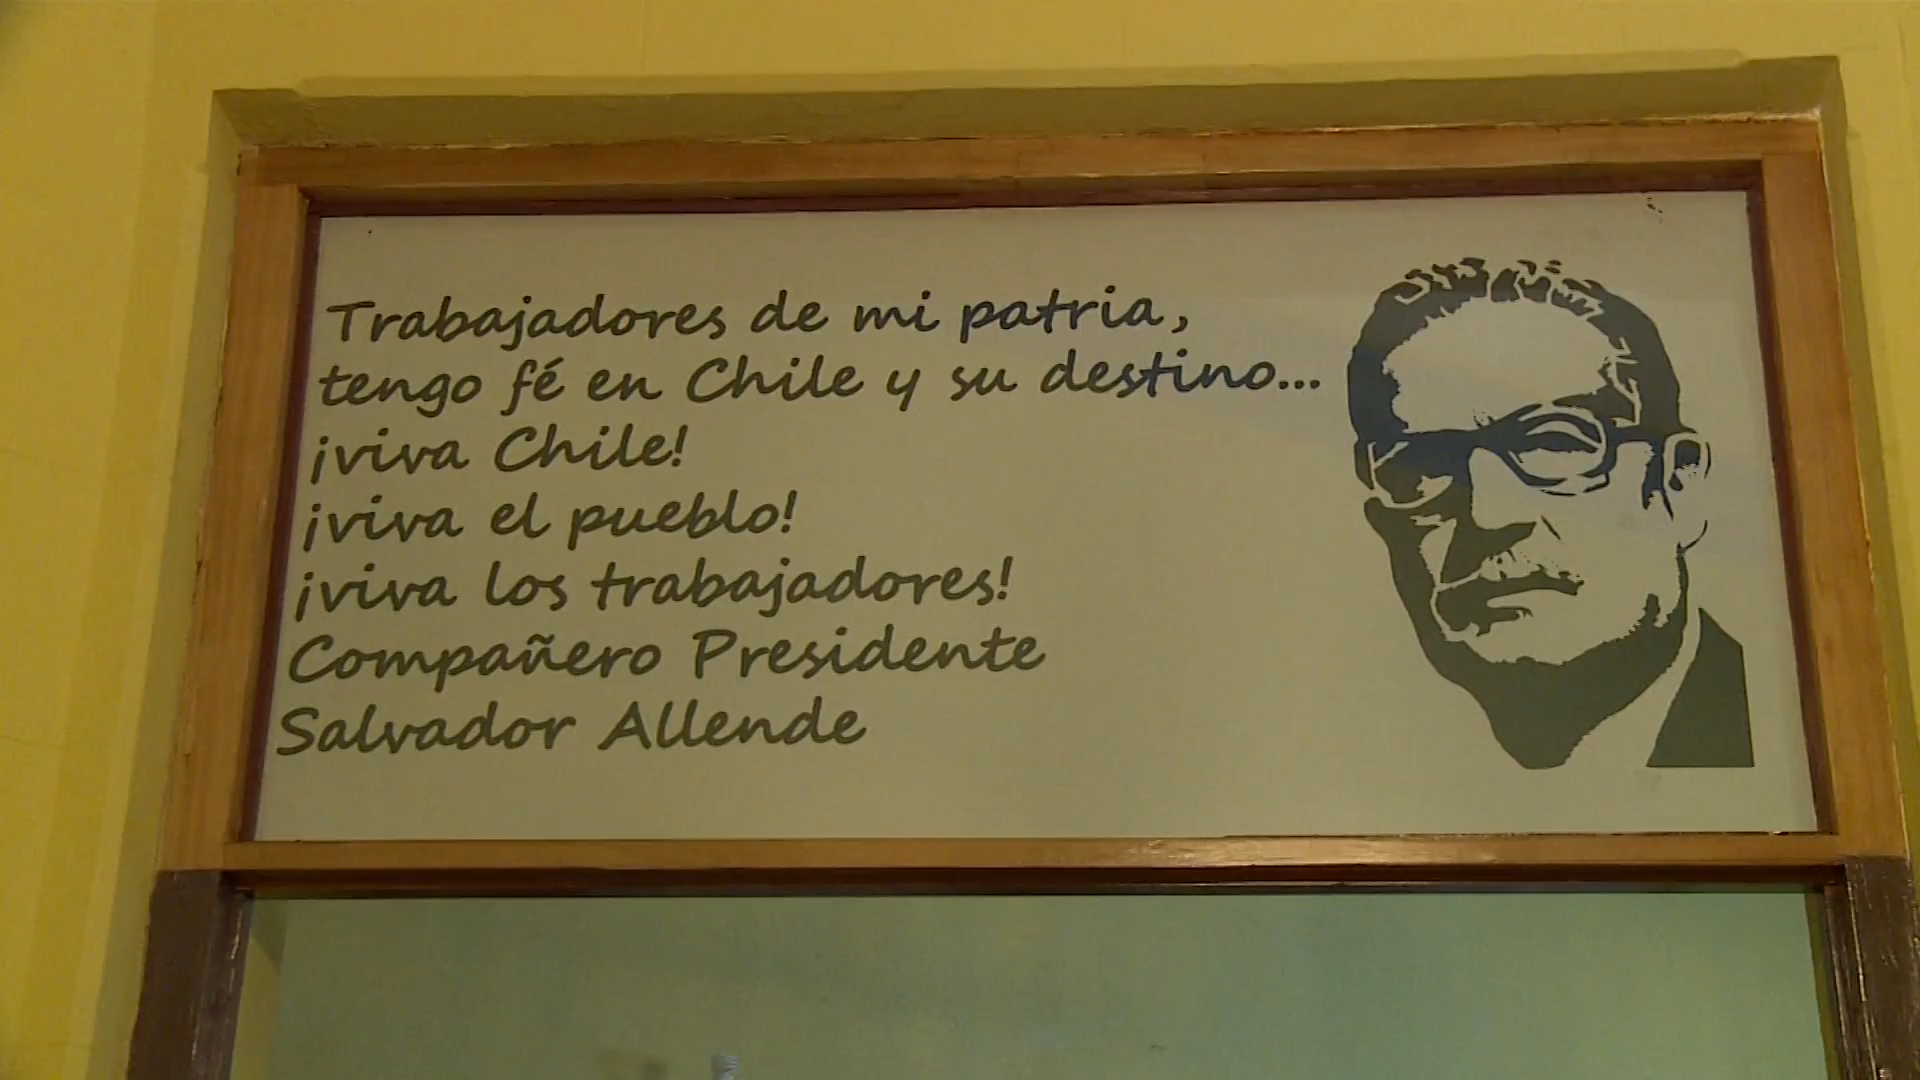 Trabajadores de mi patria,
tengo fé en Chile y su destino...
¡viva Chile!
¡viva el pueblo!
¡viva los trabajadores!
Compañero Presidente
Salvador Allende